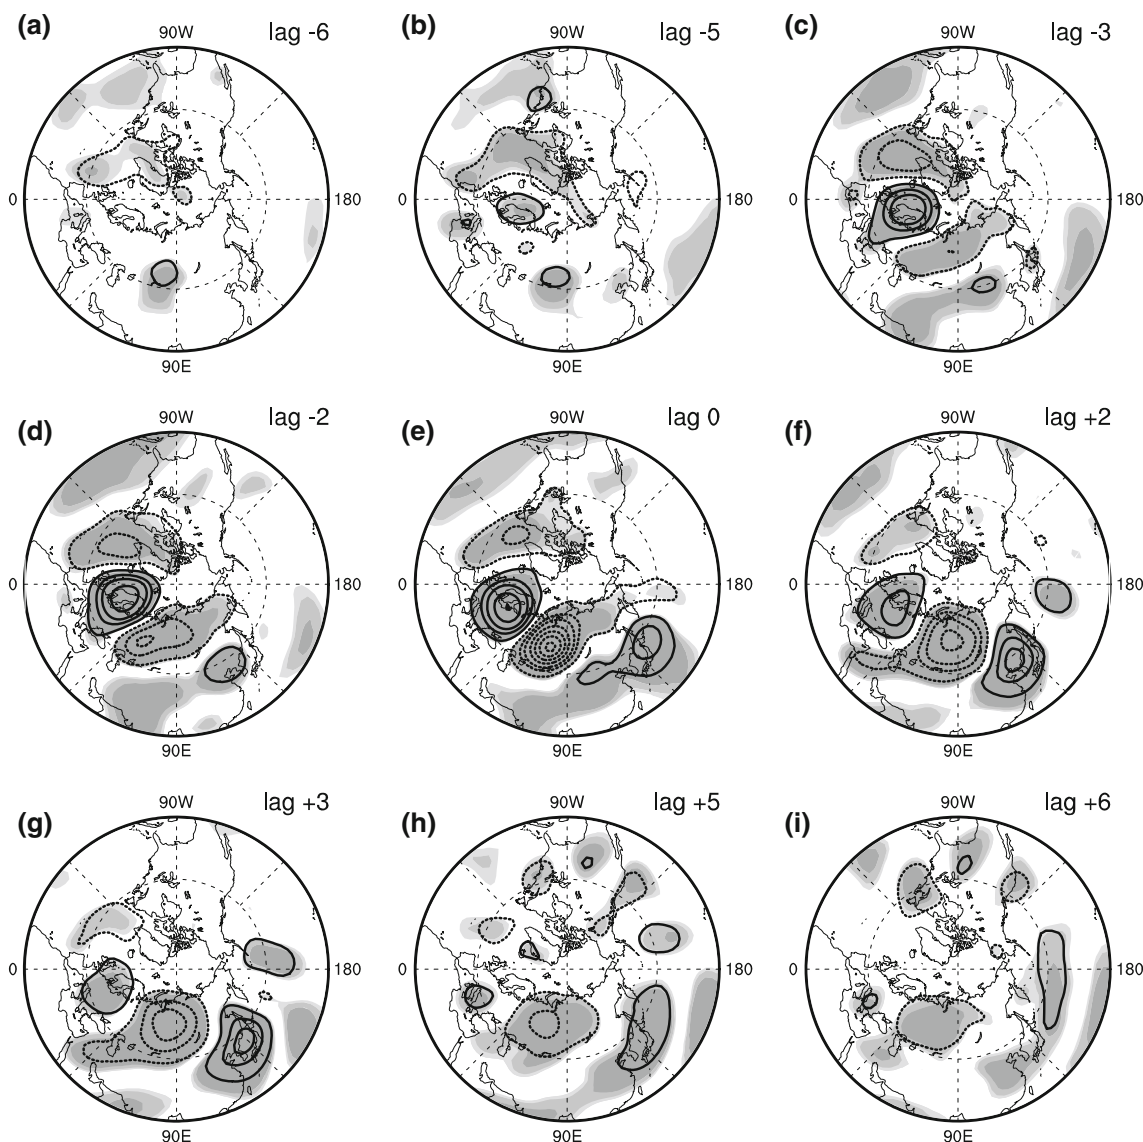 (a) 90W lag -6
(b) 90W lag -5
(c) 90W lag -3
0 180
0 180
0 180
90E
90E
90E
(d) 90W lag -2
(e) 90W lag 0
(f) 90W lag +2
0 180
0 180
0 180
90E
90E
90E
(g) 90W lag +3
(h) 90W lag +5
(i) 90W lag +6
0 180
0 180
0 180
90E
90E
90E